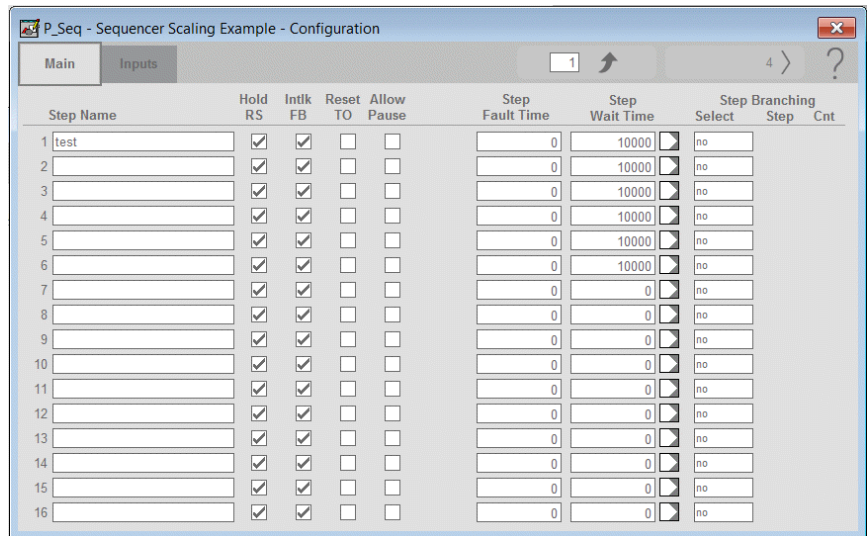 P_Seq - Sequencer Scaling Example - Configuration
Main Inputs 1 4 ?
Hold Intlk Reset Allow Step Step Step Branching
Step Name RS FB TO Pause Fault Time Wait Time Select Step Cnt
1 test 0 10000 no
2 0 10000 no
3 0 10000 no
4 0 10000 no
5 0 10000 no
6 0 10000 no
7 0 0 no
8 0 0 no
9 0 0 no
10 0 0 no
11 0 0 no
12 0 0 no
13 0 0 no
14 0 0 no
15 0 0 no
16 0 0 no